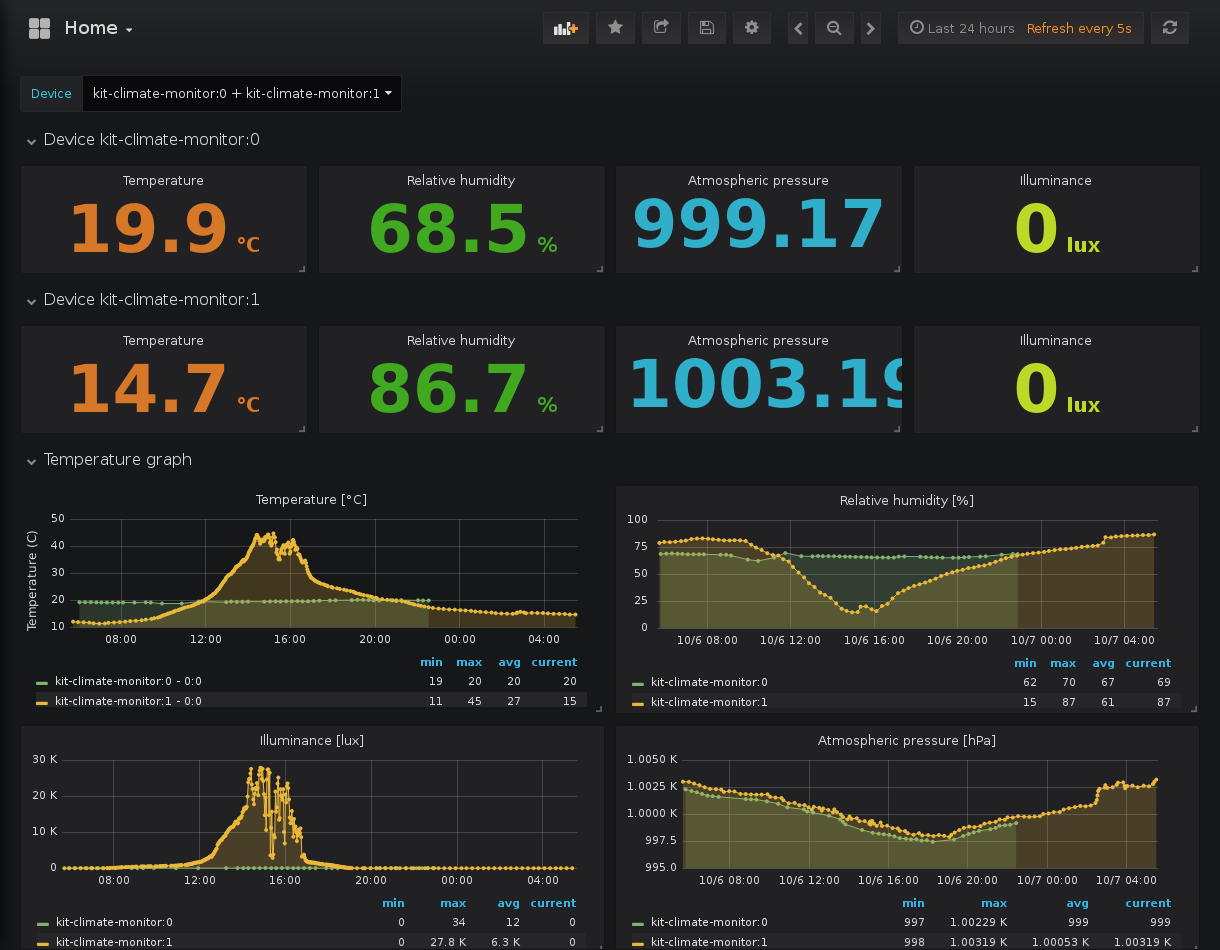 Home
Last 24 hours Refresh every 5s
Device kit-climate-monitor:0 + kit-climate-monitor:1
Device kit-climate-monitor:0
Temperature Relative humidity Atmospheric pressure Illuminance
19.9 °C 68.5 % 999.17 0 lux
Device kit-climate-monitor:1
Temperature Relative humidity Atmospheric pressure Illuminance
14.7 °C 86.7 % 1003.19 0 lux
Temperature graph
Temperature [°C]
Temperature (C)
50
40
30
20
10
08:00 12:00 16:00 20:00 00:00 04:00
min max avg current
kit-climate-monitor:0 - 0:0 19 20 20 20
kit-climate-monitor:1 - 0:0 11 45 27 15
Relative humidity [%]
100
75
50
25
0
10/6 08:00 10/6 12:00 10/6 16:00 10/6 20:00 10/7 00:00 10/7 04:00
min max avg current
kit-climate-monitor:0 62 70 67 69
kit-climate-monitor:1 15 87 61 87
Illuminance [lux]
30 K
20 K
10 K
0
08:00 12:00 16:00 20:00 00:00 04:00
min max avg current
kit-climate-monitor:0 0 34 12 0
kit-climate-monitor:1 0 27.8 K 6.3 K 0
Atmospheric pressure [hPa]
1.0050 K
1.0025 K
1.0000 K
997.5
995.0
10/6 08:00 10/6 12:00 10/6 16:00 10/6 20:00 10/7 00:00 10/7 04:00
min max avg current
kit-climate-monitor:0 997 1.00229 K 999 999
kit-climate-monitor:1 998 1.00319 K 1.00053 K 1.00319 K